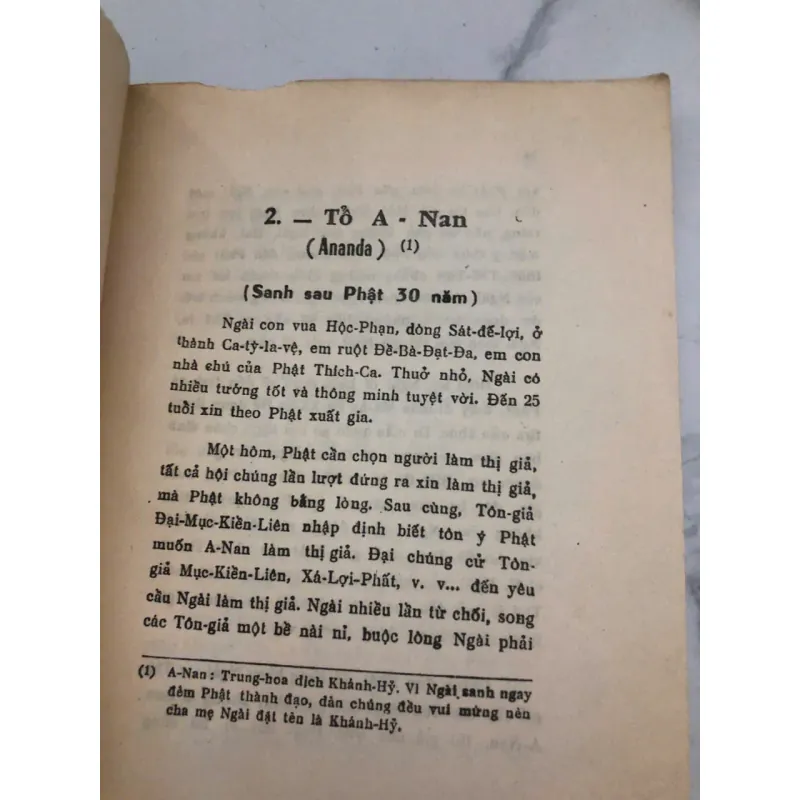 2. — Tổ A - Nan
(Ananda) (1)
(Sanh sau Phật 30 năm)
Ngài con vua Hộc-Phạn, dòng Sát-đế-lợi, ở
thành Ca-tỳ-la-vệ, em ruột Đề-Bà-Đạt-Đa, em con
nhà chú của Phật Thích-Ca. Thuở nhỏ, Ngài có
nhiều tướng tốt và thông minh tuyệt vời. Đến 25
tuổi xin theo Phật xuất gia.
Một hôm, Phật cần chọn người làm thị giả,
tất cả hội chúng lần lượt đứng ra xin làm thị giả,
mà Phật không bằng lòng. Sau cùng, Tôn-giả
Đại-Mục-Kiền-Liên nhập định biết tôn ý Phật
muốn A-Nan làm thị giả. Đại chúng cử Tôn-
giả Mục-Kiền-Liên, Xá-Lợi-Phất, v. v... đến yêu
cầu Ngài làm thị giả. Ngài nhiều lần từ chối, song
các Tôn-giả một bề nài nỉ, buộc lòng Ngài phải
(1) A-Nan : Trung-hoa dịch Khánh-Hỷ. Vì Ngài sanh ngay
đêm Phật thành đạo, dân chúng đều vui mừng nên
cha mẹ Ngài đặt tên là Khánh-Hỷ.